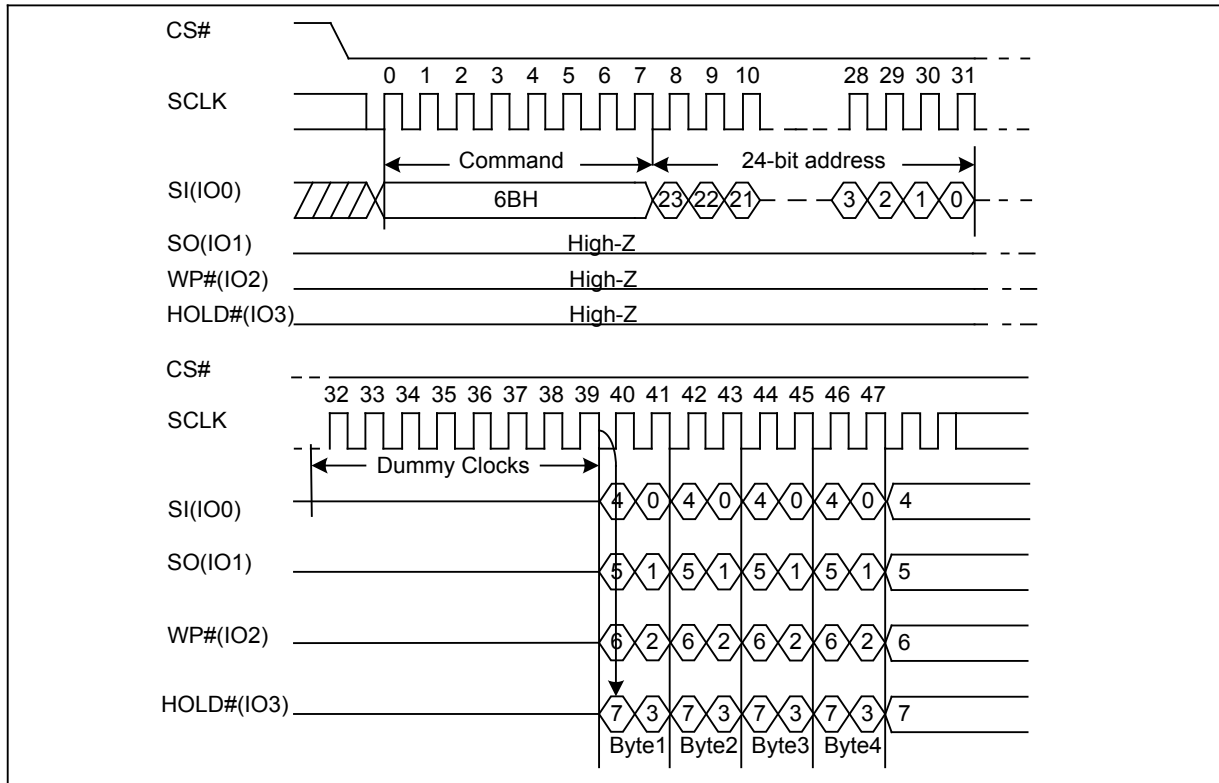 CS#
0 1 2 3 4 5 6 7 8 9 10 28 29 30 31
SCLK
Command 24-bit address
SI(IO0) 6BH 23 22 21 3 2 1 0
SO(IO1) High-Z
WP#(IO2) High-Z
HOLD#(IO3) High-Z
CS#
32 33 34 35 36 37 38 39 40 41 42 43 44 45 46 47
SCLK
Dummy Clocks
SI(IO0) 4 0 4 0 4 0 4 0 4
SO(IO1) 5 1 5 1 5 1 5 1 5
WP#(IO2) 6 2 6 2 6 2 6 2 6
HOLD#(IO3) 7 3 7 3 7 3 7 3 7
Byte1 Byte2 Byte3 Byte4